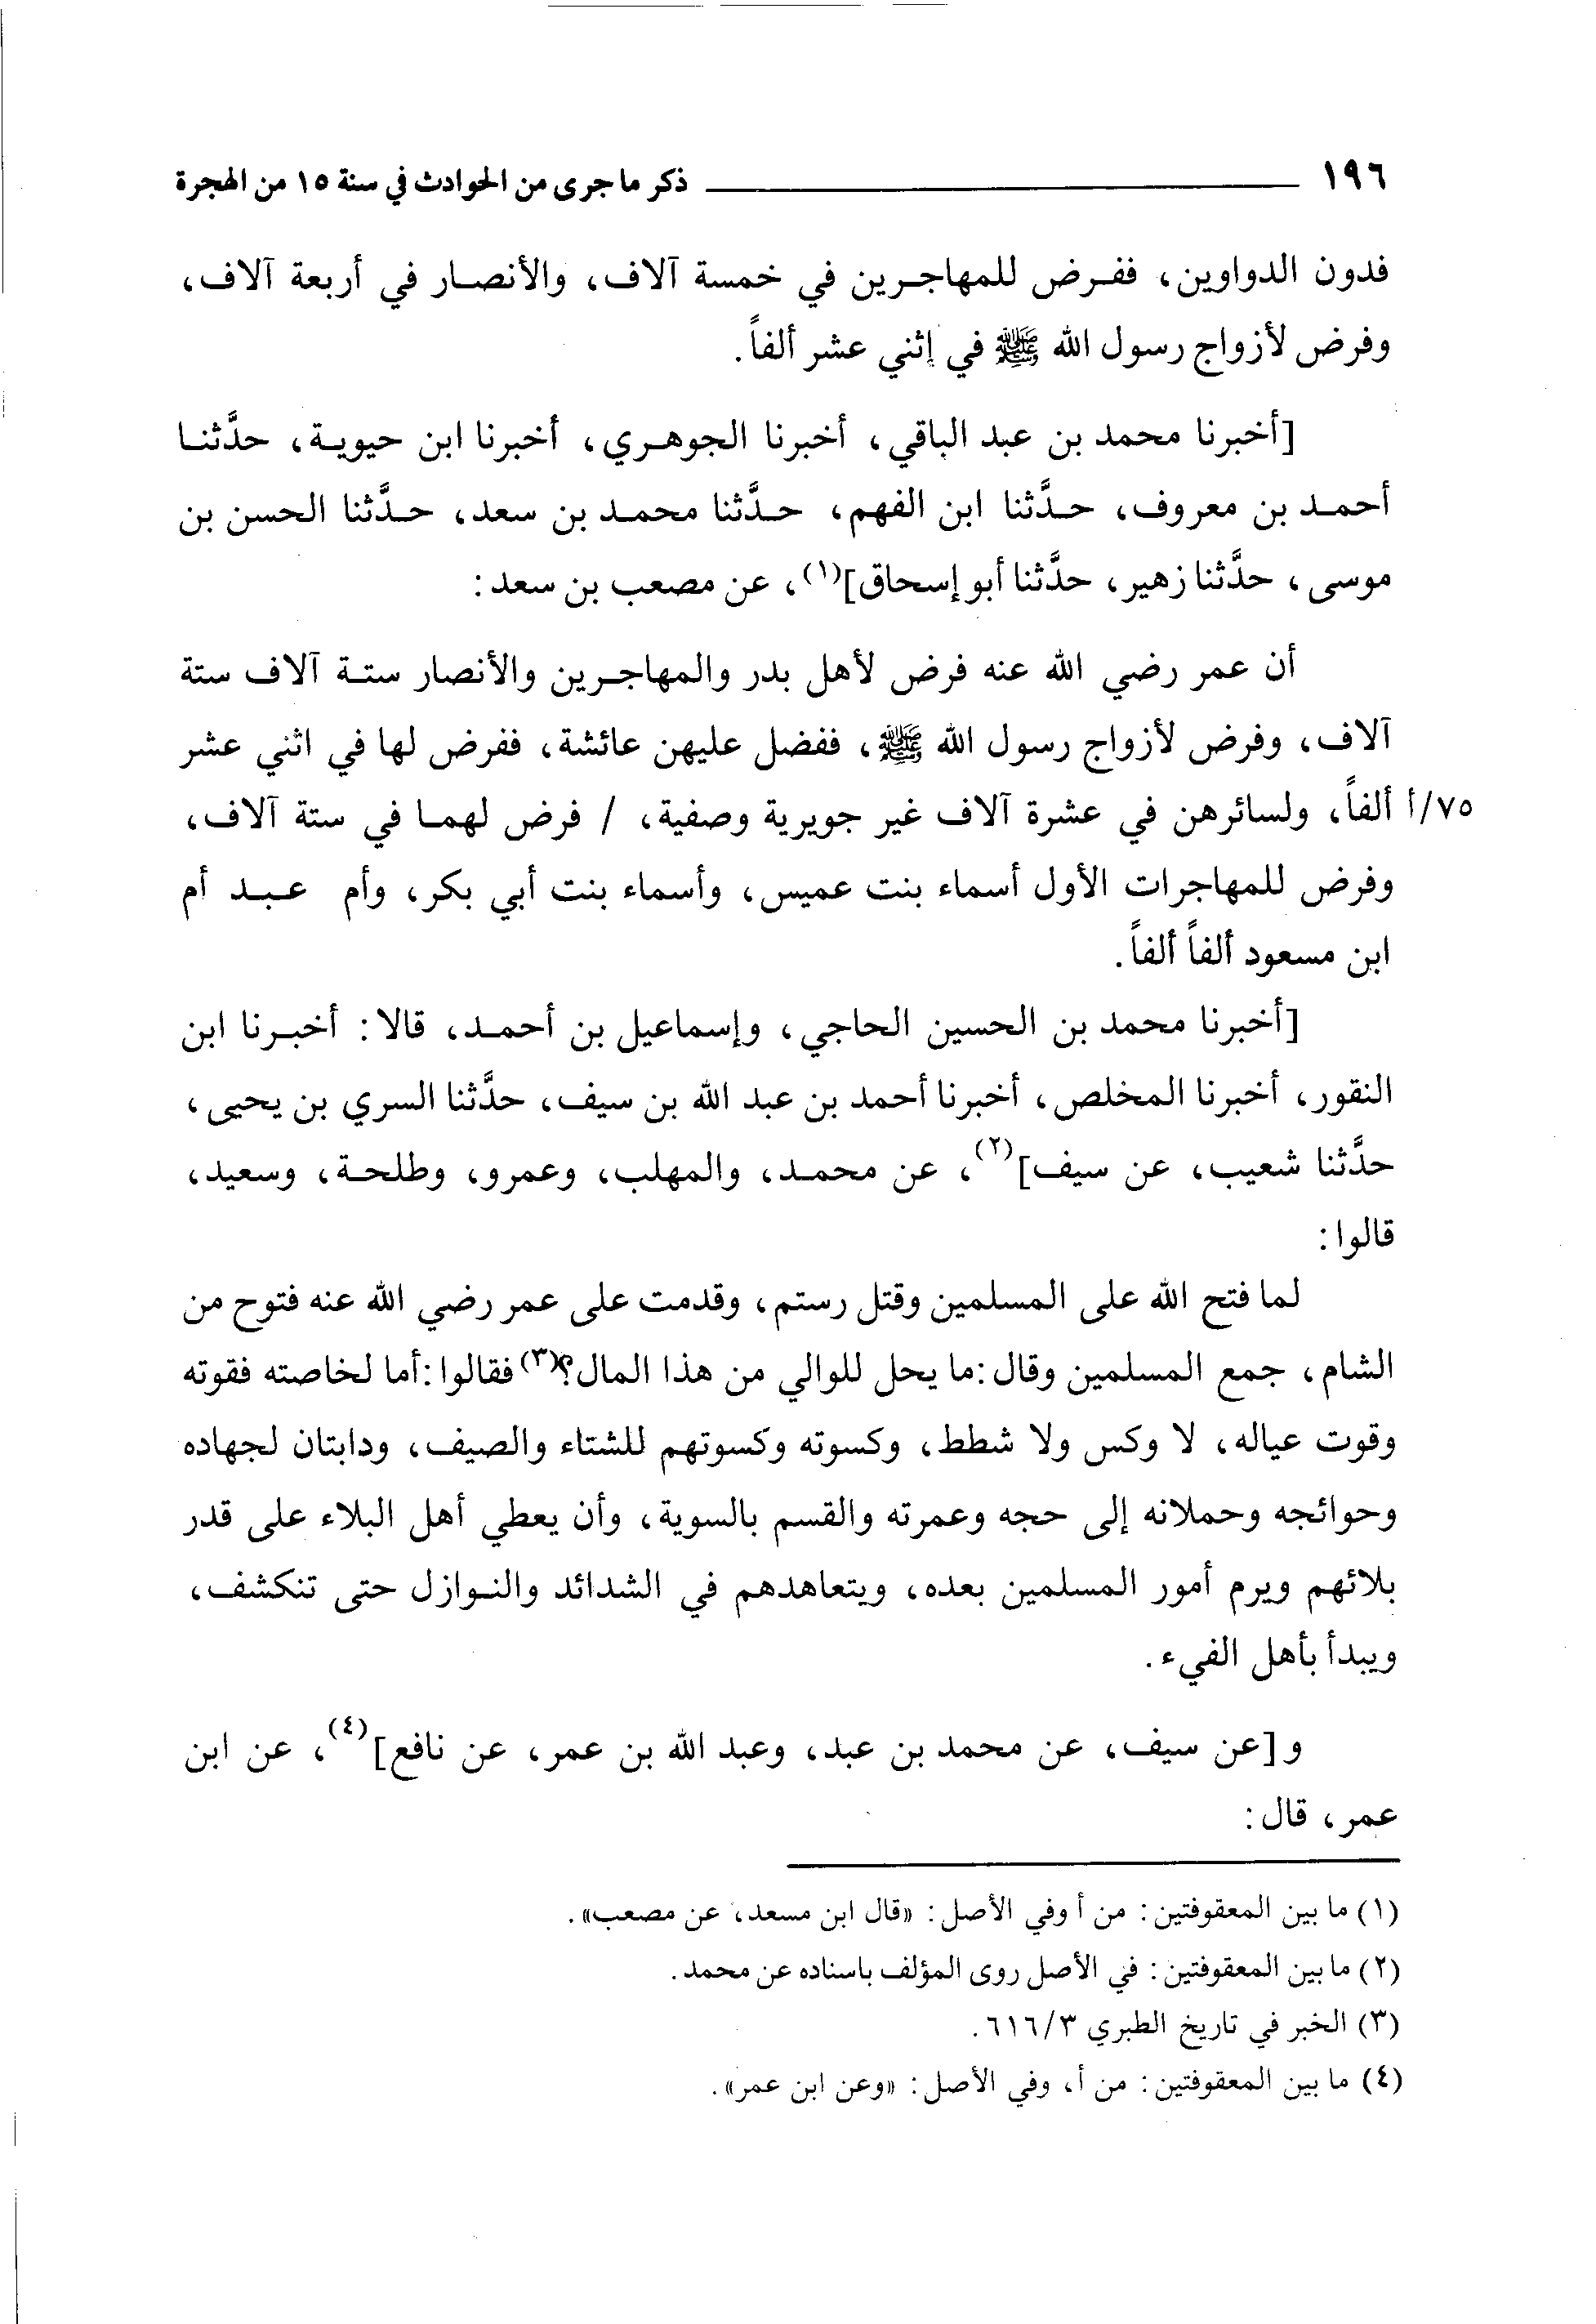 ١٩٦ ذكر ما جرى من الحوادث في سنة ١٥ من الهجرة
فدون الدواوين، ففرض للمهاجرين في خمسة آلاف، والأنصار في أربعة آلاف،
وفرض لأزواج رسول الله ﷺ في إثني عشر ألفاً.
[أخبرنا محمد بن عبد الباقي، أخبرنا الجوهري، أخبرنا ابن حيوية، حدَّثنا
أحمد بن معروف، حدَّثنا ابن الفهم، حدَّثنا محمد بن سعد، حدَّثنا الحسن بن
موسى، حدَّثنا زهير، حدَّثنا أبو إسحاق](١)، عن مصعب بن سعد:
أن عمر رضي الله عنه فرض لأهل بدر والمهاجرين والأنصار ستة آلاف ستة
آلاف، وفرض لأزواج رسول الله ﷺ، ففضل عليهن عائشة، ففرض لها في اثني عشر
٧٥/أ ألفاً، ولسائرهن في عشرة آلاف غير جويرية وصفية، / فرض لهما في ستة آلاف،
وفرض للمهاجرات الأول أسماء بنت عميس، وأسماء بنت أبي بكر، وأم عبد أم
ابن مسعود ألفاً ألفاً.
[أخبرنا محمد بن الحسين الحاجي، وإسماعيل بن أحمد، قالا: أخبرنا ابن
النقور، أخبرنا المخلص، أخبرنا أحمد بن عبد الله بن سيف، حدَّثنا السري بن يحيى،
حدَّثنا شعيب، عن سيف](٢)، عن محمد، والمهلب، وعمرو، وطلحة، وسعيد،
قالوا:
لما فتح الله على المسلمين وقتل رستم، وقدمت على عمر رضي الله عنه فتوح من
الشام، جمع المسلمين وقال: ما يحل للوالي من هذا المال؟(٣) فقالوا: أما لخاصته فقوته
وقوت عياله، لا وكس ولا شطط، وكسوته وكسوتهم للشتاء والصيف، ودابتان لجهاده
وحوائجه وحملانه إلى حجه وعمرته والقسم بالسوية، وأن يعطي أهل البلاء على قدر
بلائهم ويرم أمور المسلمين بعده، ويتعاهدهم في الشدائد والنوازل حتى تنكشف،
ويبدأ بأهل الفيء.
و[عن سيف، عن محمد بن عبد، وعبد الله بن عمر، عن نافع](٤)، عن ابن
عمر، قال:
(١) ما بين المعقوفتين: من أ وفي الأصل: «قال ابن مسعد، عن مصعب».
(٢) ما بين المعقوفتين: في الأصل روى المؤلف باسناده عن محمد.
(٣) الخبر في تاريخ الطبري ٣/٦١٦.
(٤) ما بين المعقوفتين: من أ، وفي الأصل: «وعن ابن عمر».